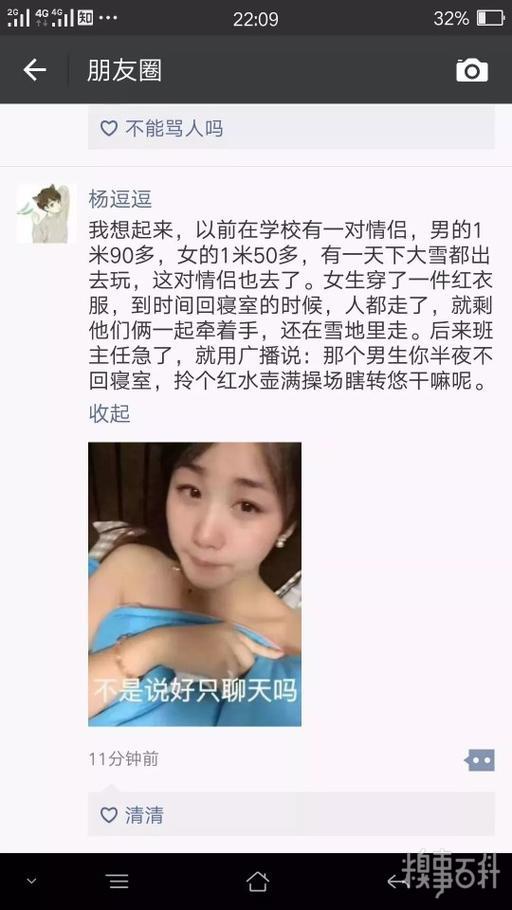 2G 4G 4G 知 ... 22:09 32%
朋友圈
不能骂人吗
杨逗逗
我想起来，以前在学校有一对情侣，男的1
米90多，女的1米50多，有一天下大雪都出
去玩，这对情侣也去了。女生穿了一件红衣
服，到时间回寝室的时候，人都走了，就剩
他们俩一起牵着手，还在雪地里走。后来班
主任急了，就用广播说：那个男生你半夜不
回寝室，拎个红水壶满操场瞎转悠干嘛呢。
收起
不是说好只聊天吗
11分钟前
清清
糗事百科